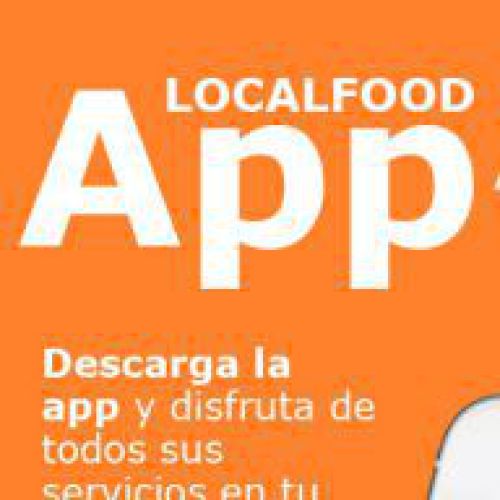 LOCALFOOD
App
Descarga la
app y disfruta de
todos sus
servicios en tu